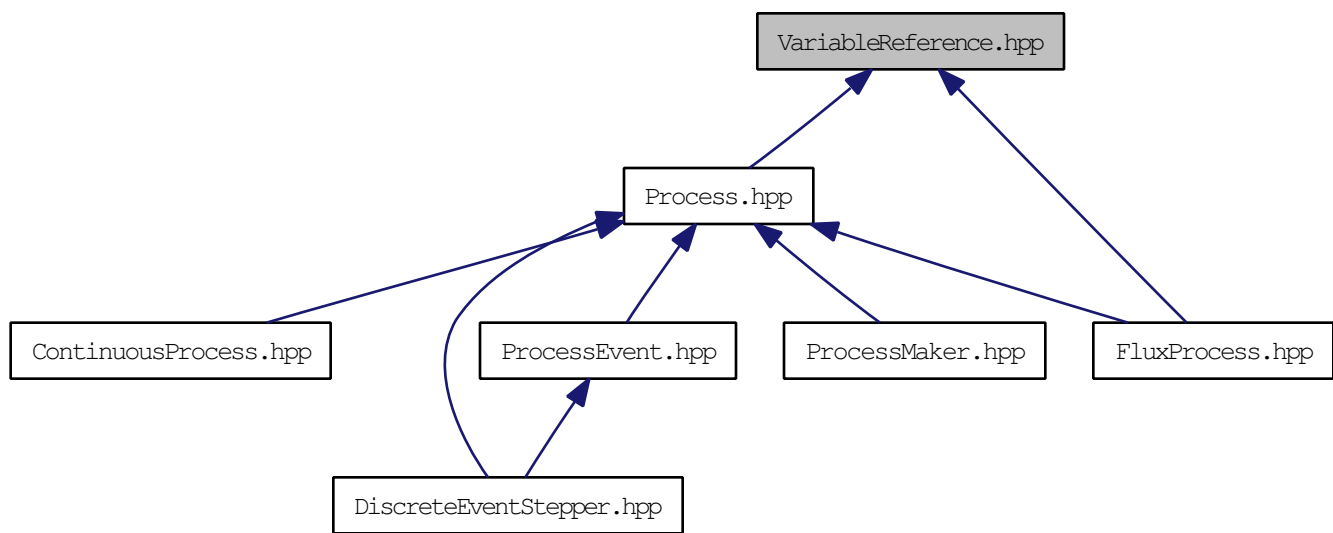 VariableReference.hpp
Process.hpp
ContinuousProcess.hpp
ProcessEvent.hpp
ProcessMaker.hpp
FluxProcess.hpp
DiscreteEventStepper.hpp